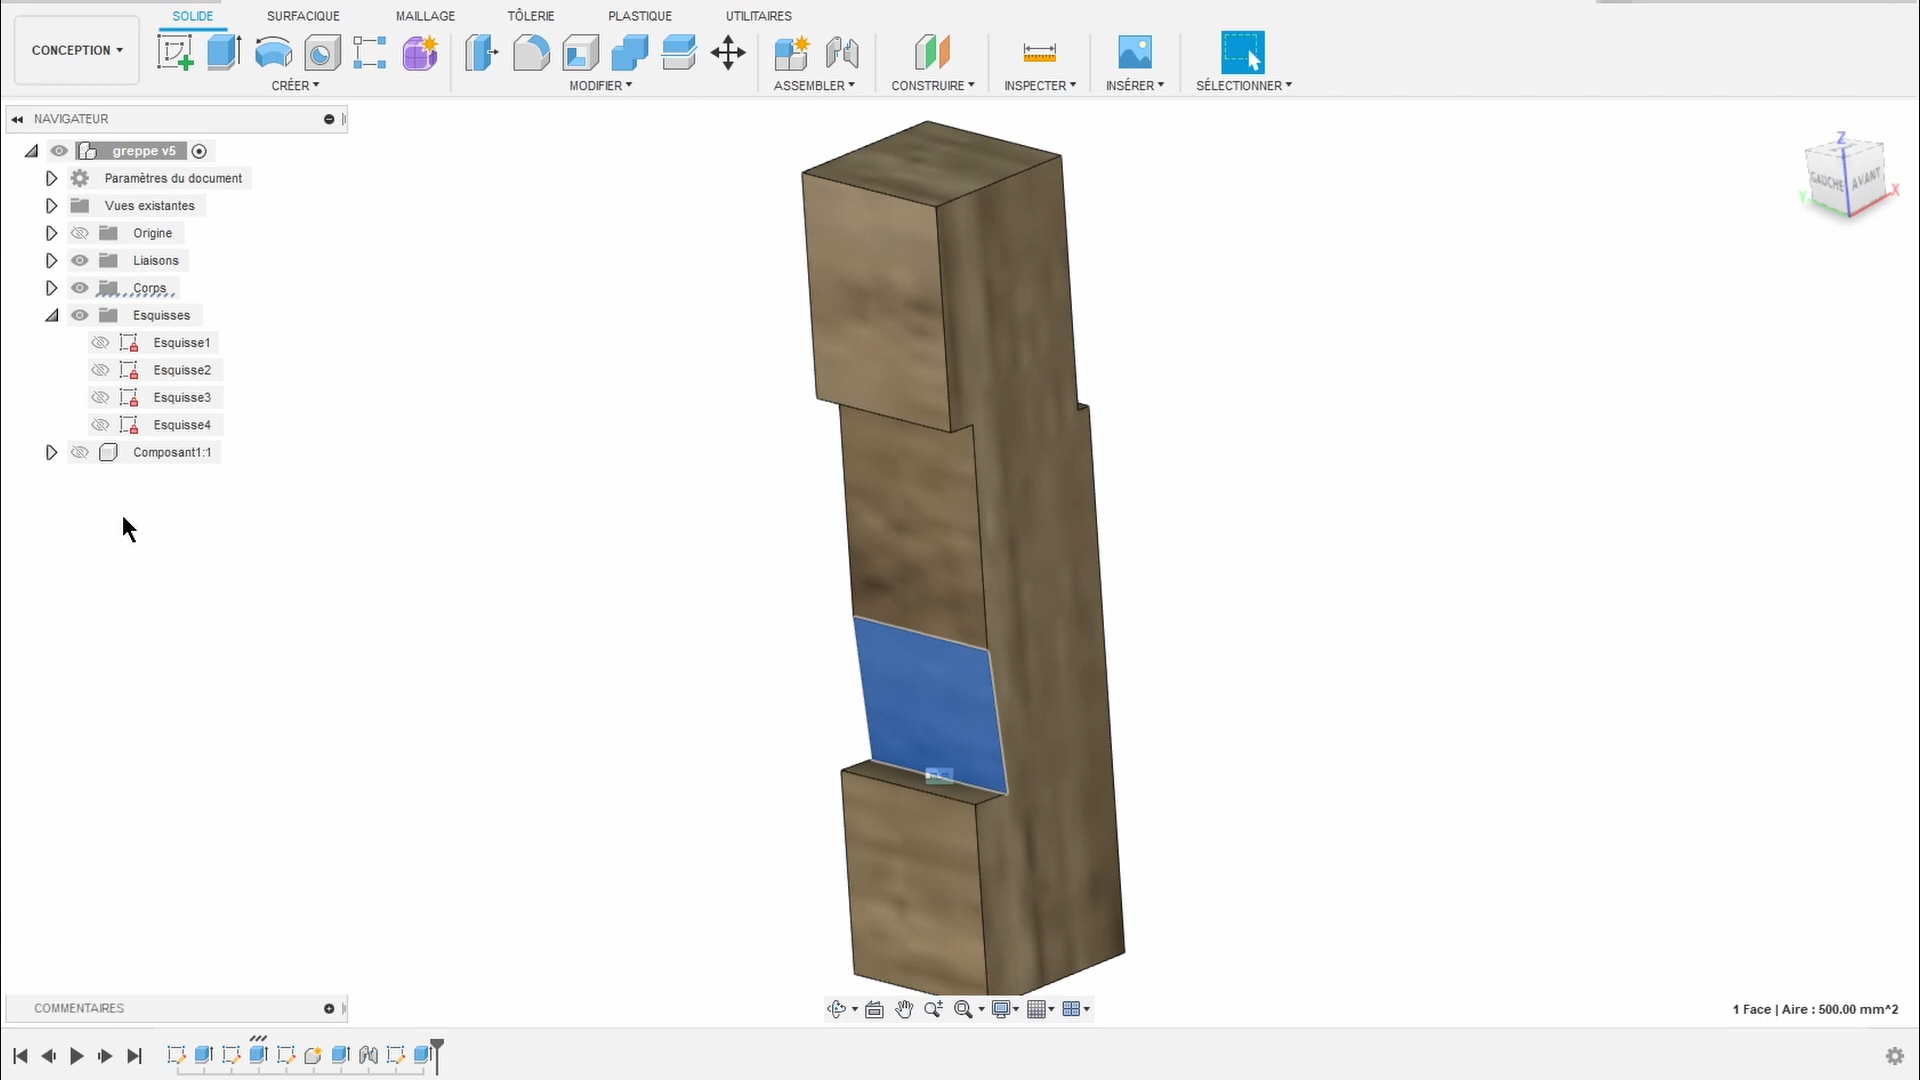 SOLIDE SURFACIQUE MAILLAGE TÔLERIE PLASTIQUE UTILITAIRES
CONCEPTION
CRÉER MODIFIER ASSEMBLER CONSTRUIRE INSPECTER INSÉRER SÉLECTIONNER
NAVIGATEUR
greppe v5
Paramètres du document
Vues existantes
Origine
Liaisons
Corps
Esquisses
Esquisse1
Esquisse2
Esquisse3
Esquisse4
Composant1:1
Z
GAUCHE AVANT
Y X
COMMENTAIRES
1 Face | Aire : 500.00 mm^2